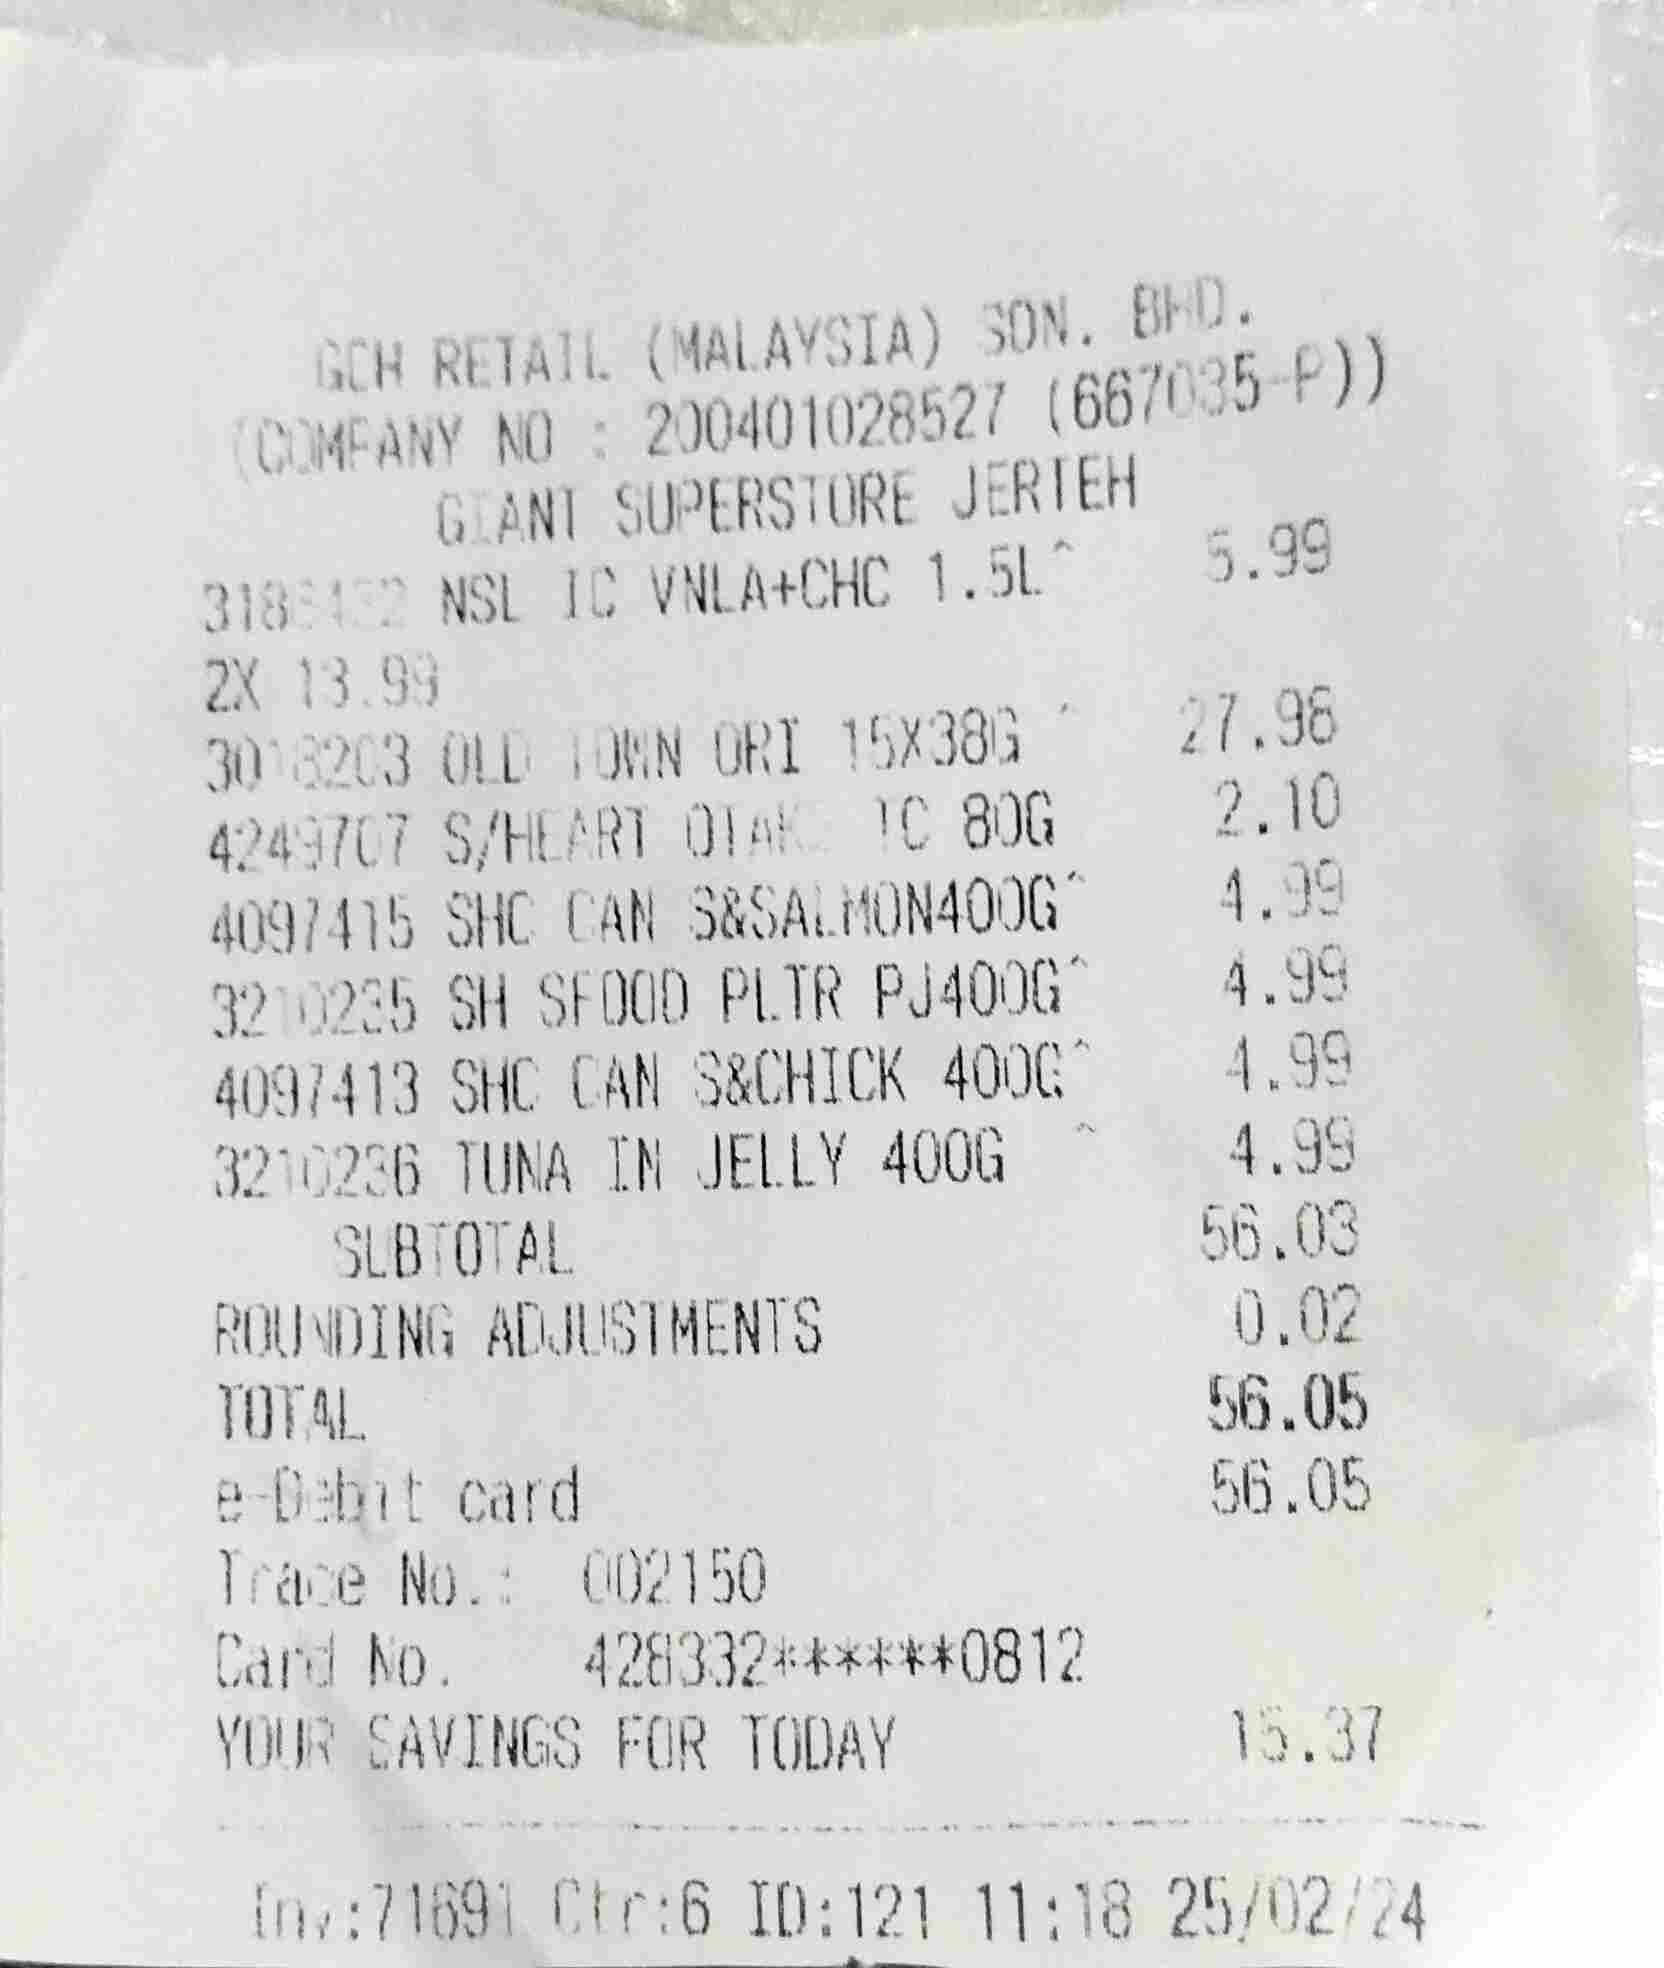 GCH RETAIL (MALAYSIA) SDN. BHD.
(COMPANY NO : 200401028527 (667035-P))
GIANT SUPERSTORE JERTEH
NSL IC VNLA+CHC 1.5L^ 5.99
2X 13.99
3018203 OLD TOWN ORI 15X38G ^ 27.98
4249707 S/HEART OTAK IC 80G 2.10
4097415 SHC CAN S&SALMON400G^ 4.99
3210235 SH SFOOD PLTR PJ400G^ 4.99
4097413 SHC CAN S&CHICK 400G^ 4.99
3210236 TUNA IN JELLY 400G ^ 4.99
SUBTOTAL 56.03
ROUNDING ADJUSTMENTS 0.02
TOTAL 56.05
e-Debit card 56.05
Trace No.: 002150
Card No. 428332******0812
YOUR SAVINGS FOR TODAY 15.37
Inv:71691 Ctr:6 ID:121 11:18 25/02/24